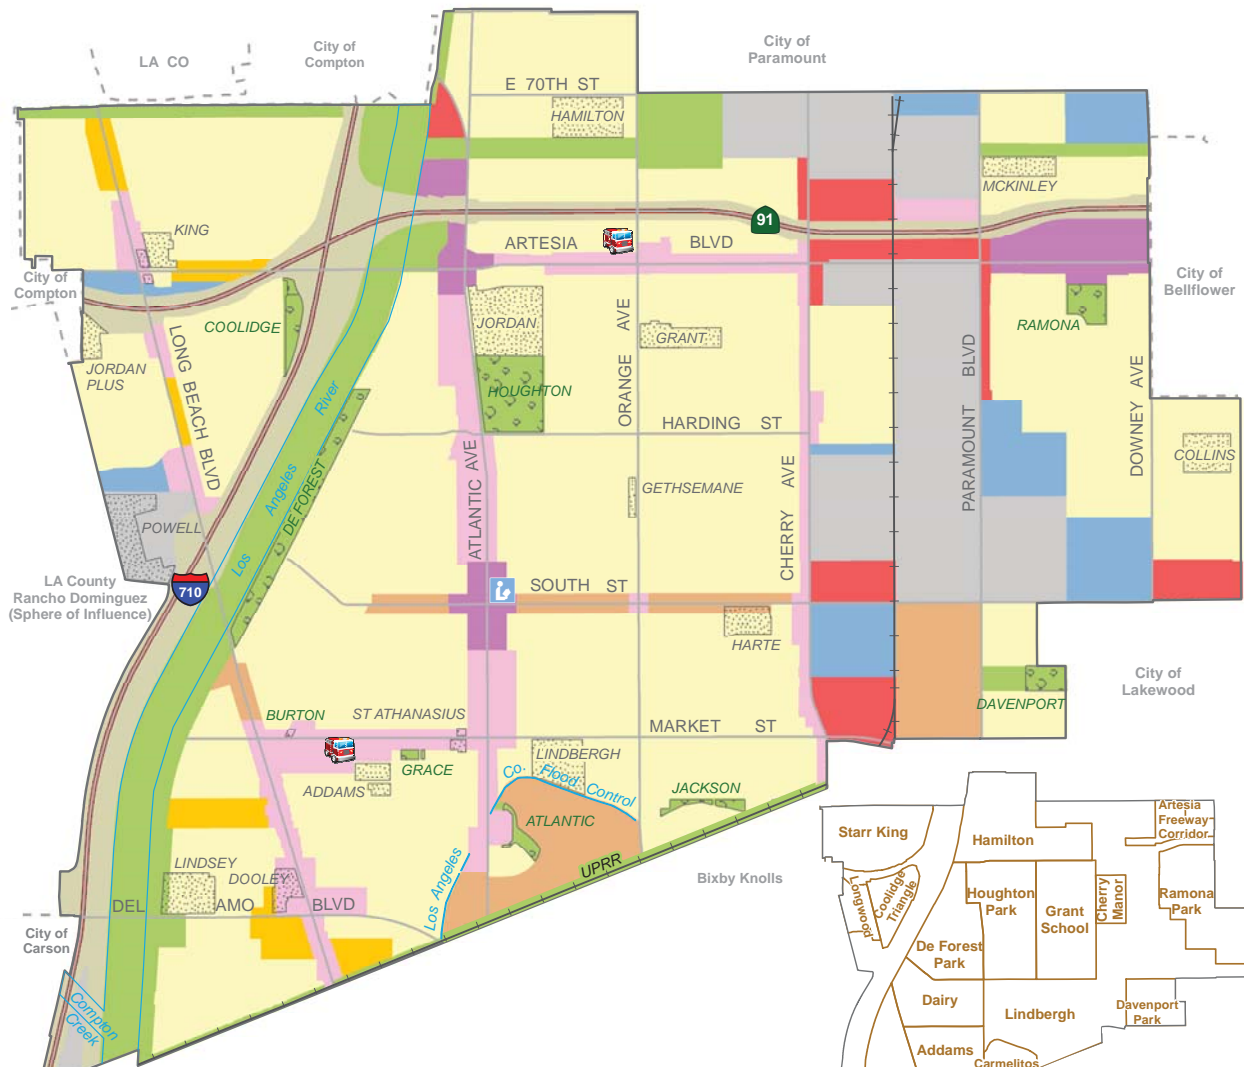 City of
Paramount
City of
Compton
LA CO
E 70TH ST
HAMILTON
MCKINLEY
91
KING
ARTESIA BLVD
City of
Compton
City of
Bellflower
COOLIDGE
JORDAN
GRANT
RAMONA
JORDAN
PLUS
LONG BEACH BLVD
HOUGHTON
ORANGE AVE
PARAMOUNT BLVD
DOWNEY AVE
Los Angeles River
HARDING ST
DE FOREST
ATLANTIC AVE
COLLINS
GETHSEMANE
CHERRY AVE
POWELL
710
SOUTH ST
LA County
Rancho Dominguez
(Sphere of Influence)
HARTE
City of
Lakewood
BURTON
ST ATHANASIUS
MARKET ST
DAVENPORT
GRACE
LINDBERGH
ADDAMS
Los Angeles Co. Flood Control
JACKSON
ATLANTIC
UPRR
LINDSEY
DOOLEY
Bixby Knolls
DEL AMO BLVD
City of
Carson
Compton
Creek
Starr King
Hamilton
Artesia
Freeway
Corridor
Longwood
Coolidge
Triangle
Houghton
Park
Grant
School
Cherry
Manor
Ramona
Park
De Forest
Park
Dairy
Lindbergh
Davenport
Park
Addams
Carmelitos